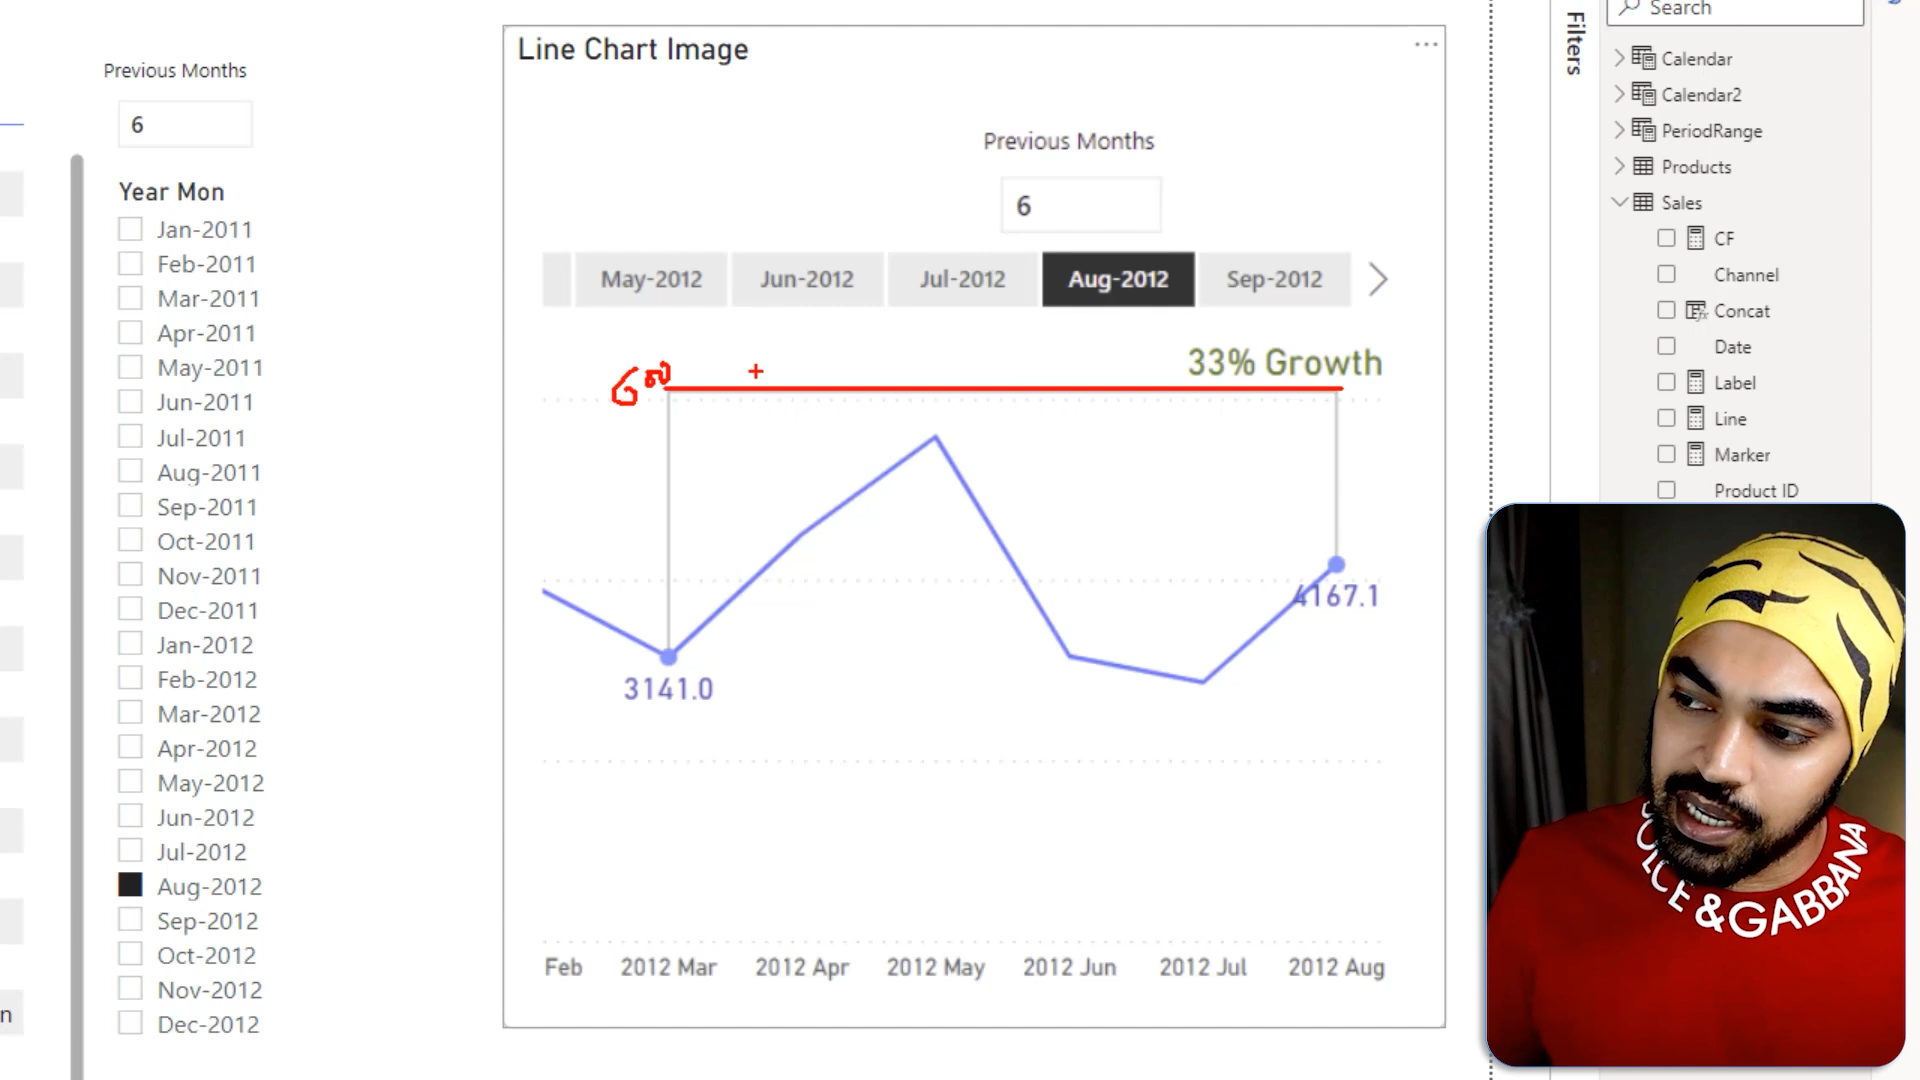 Previous Months
6
Year Mon
Jan-2011
Feb-2011
Mar-2011
Apr-2011
May-2011
Jun-2011
Jul-2011
Aug-2011
Sep-2011
Oct-2011
Nov-2011
Dec-2011
Jan-2012
Feb-2012
Mar-2012
Apr-2012
May-2012
Jun-2012
Jul-2012
Aug-2012
Sep-2012
Oct-2012
Nov-2012
Dec-2012
n
Line Chart Image
Previous Months
6
May-2012 Jun-2012 Jul-2012 Aug-2012 Sep-2012
33% Growth
6
4167.1
3141.0
Feb 2012 Mar 2012 Apr 2012 May 2012 Jun 2012 Jul 2012 Aug
Filters
Search
Calendar
Calendar2
PeriodRange
Products
Sales
CF
Channel
Concat
Date
Label
Line
Marker
Product ID
DOLCE & GABBANA